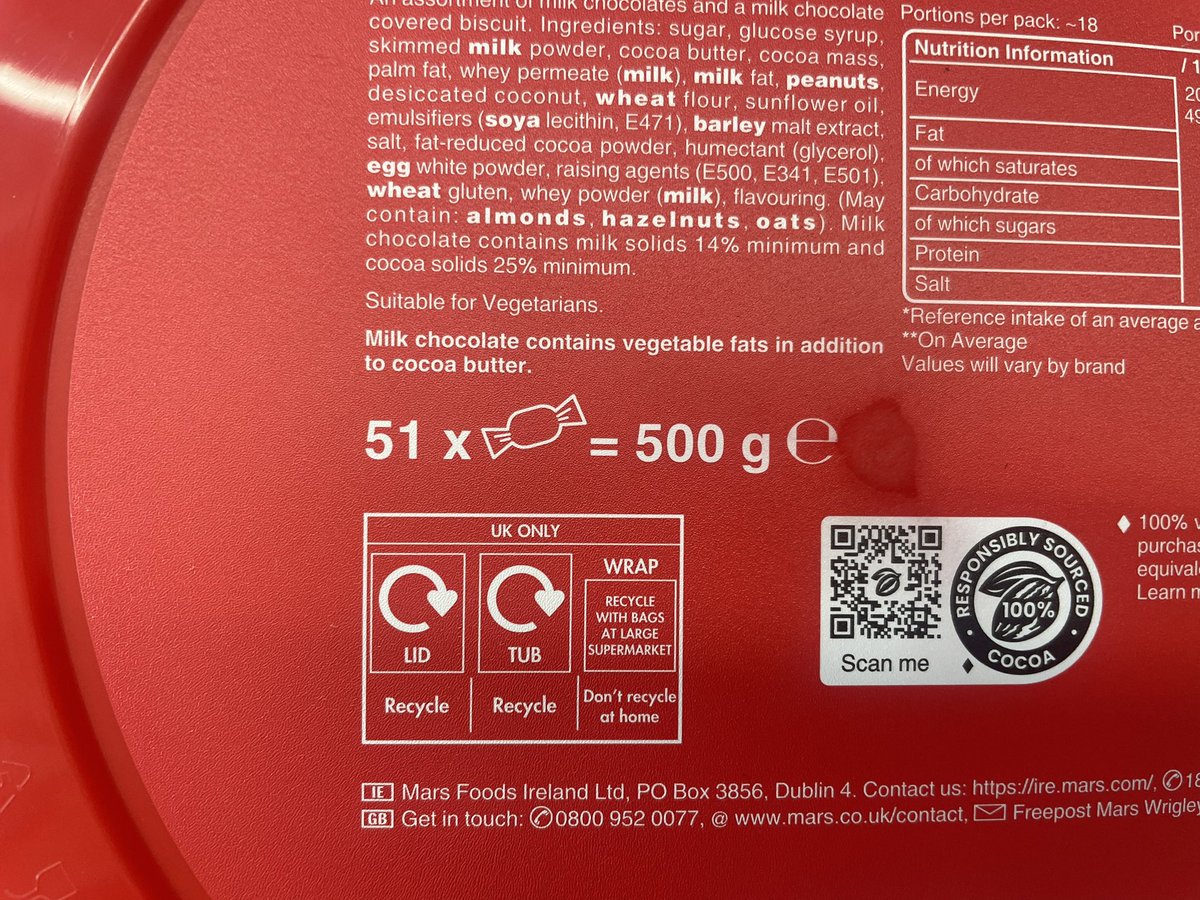 An assortment of milk chocolates and a milk chocolate
covered biscuit. Ingredients: sugar, glucose syrup,
skimmed milk powder, cocoa butter, cocoa mass,
palm fat, whey permeate (milk), milk fat, peanuts,
desiccated coconut, wheat flour, sunflower oil,
emulsifiers (soya lecithin, E471), barley malt extract,
salt, fat-reduced cocoa powder, humectant (glycerol),
egg white powder, raising agents (E500, E341, E501),
wheat gluten, whey powder (milk), flavouring. (May
contain: almonds, hazelnuts, oats). Milk
chocolate contains milk solids 14% minimum and
cocoa solids 25% minimum.
Suitable for Vegetarians.
Milk chocolate contains vegetable fats in addition
to cocoa butter.
Portions per pack: ~18
Por
Nutrition Information
/ 1
Energy
20
49
Fat
of which saturates
Carbohydrate
of which sugars
Protein
Salt
*Reference intake of an average a
**On Average
Values will vary by brand
51 x = 500 g ℮
UK ONLY
LID
Recycle
TUB
Recycle
WRAP
RECYCLE
WITH BAGS
AT LARGE
SUPERMARKET
Don't recycle
at home
Scan me
RESPONSIBLY SOURCED
100%
COCOA
100% v
purchas
equivale
Learn m
IE Mars Foods Ireland Ltd, PO Box 3856, Dublin 4. Contact us: https://ire.mars.com/, 18
GB Get in touch: 0800 952 0077, @ www.mars.co.uk/contact, Freepost Mars Wrigley